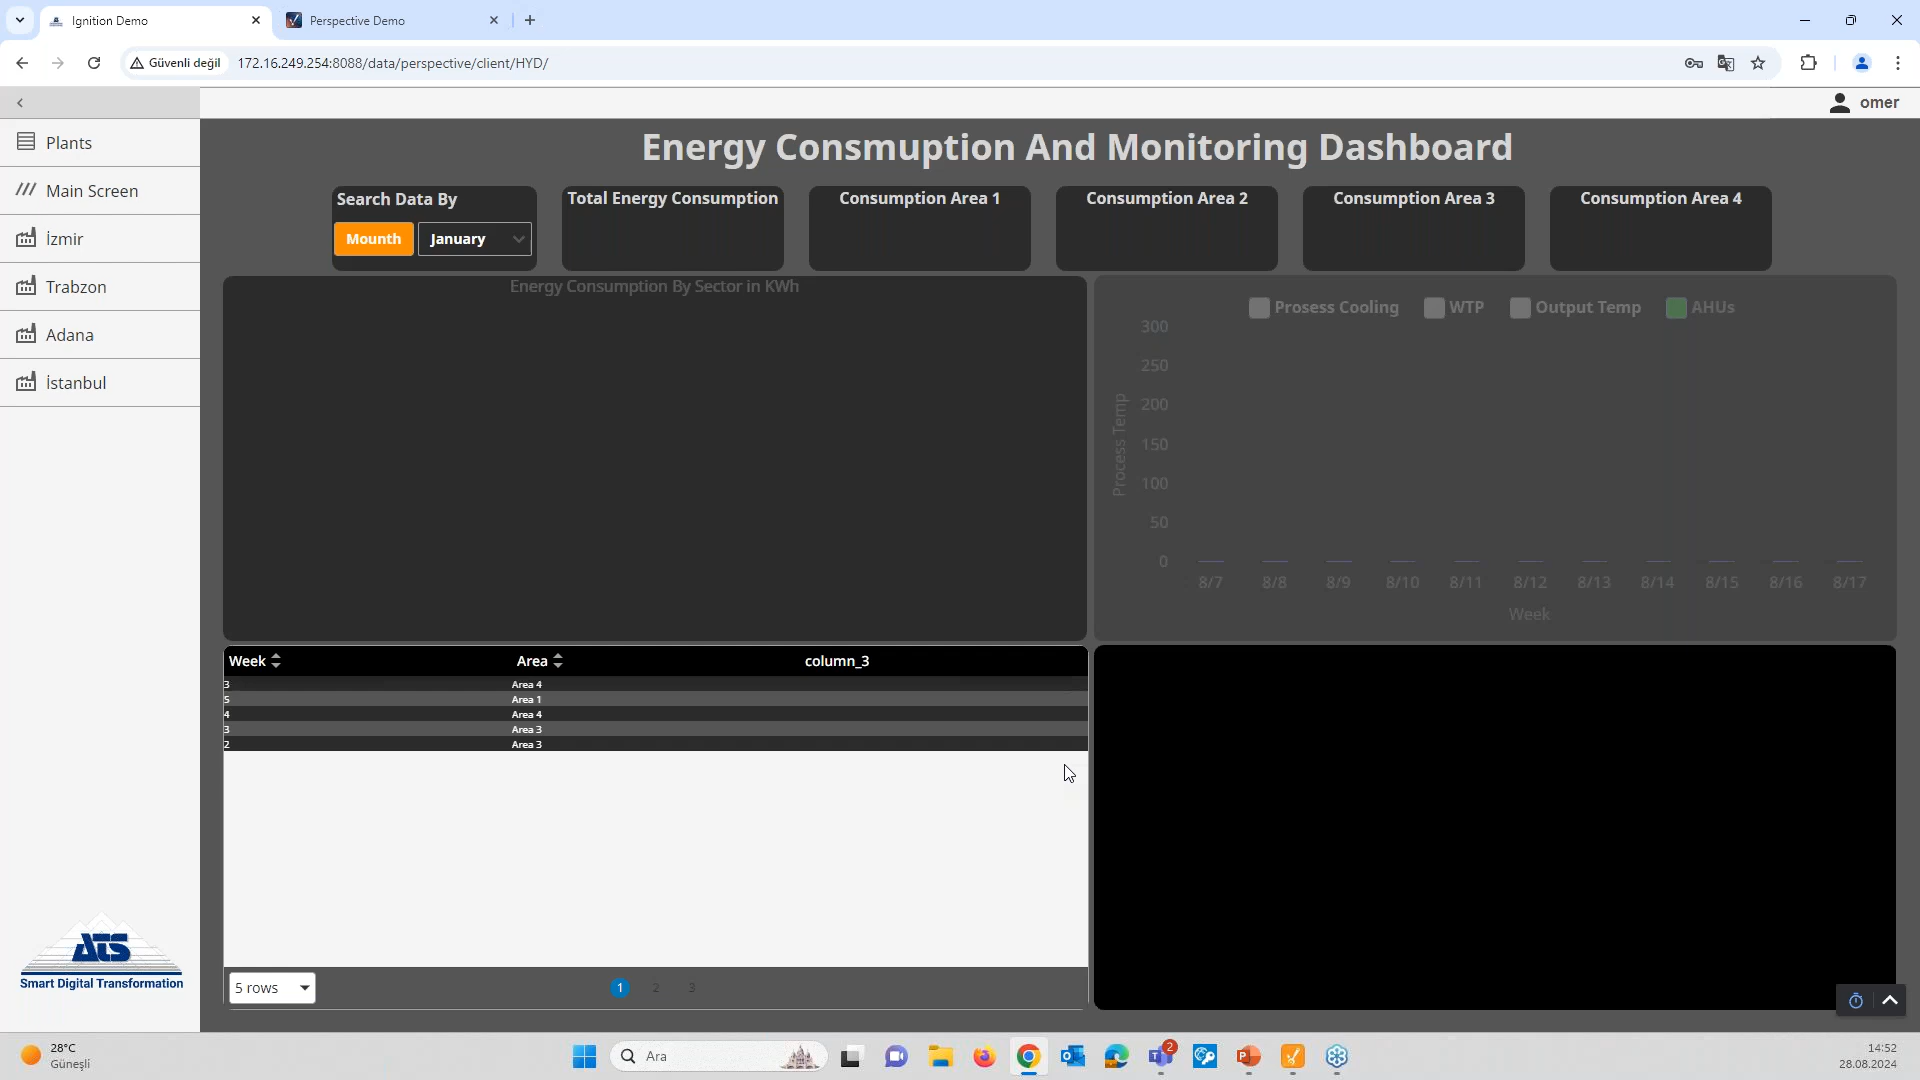 Ignition Demo
Perspective Demo
Güvenli değil
172.16.249.254:8088/data/perspective/client/HYD/
omer
Plants
Main Screen
İzmir
Trabzon
Adana
İstanbul
ATS
Smart Digital Transformation
Energy Consmuption And Monitoring Dashboard
Search Data By
Mounth
January
Total Energy Consumption
Consumption Area 1
Consumption Area 2
Consumption Area 3
Consumption Area 4
Energy Consumption By Sector in KWh
Prosess Cooling WTP Output Temp AHUs
Process Temp
300
250
200
150
100
50
0
8/7 8/8 8/9 8/10 8/11 8/12 8/13 8/14 8/15 8/16 8/17
Week
Week Area column_3
3 Area 4
5 Area 1
4 Area 4
3 Area 3
2 Area 3
5 rows
1 2 3
28°C
Güneşli
Ara
2
14:52
28.08.2024